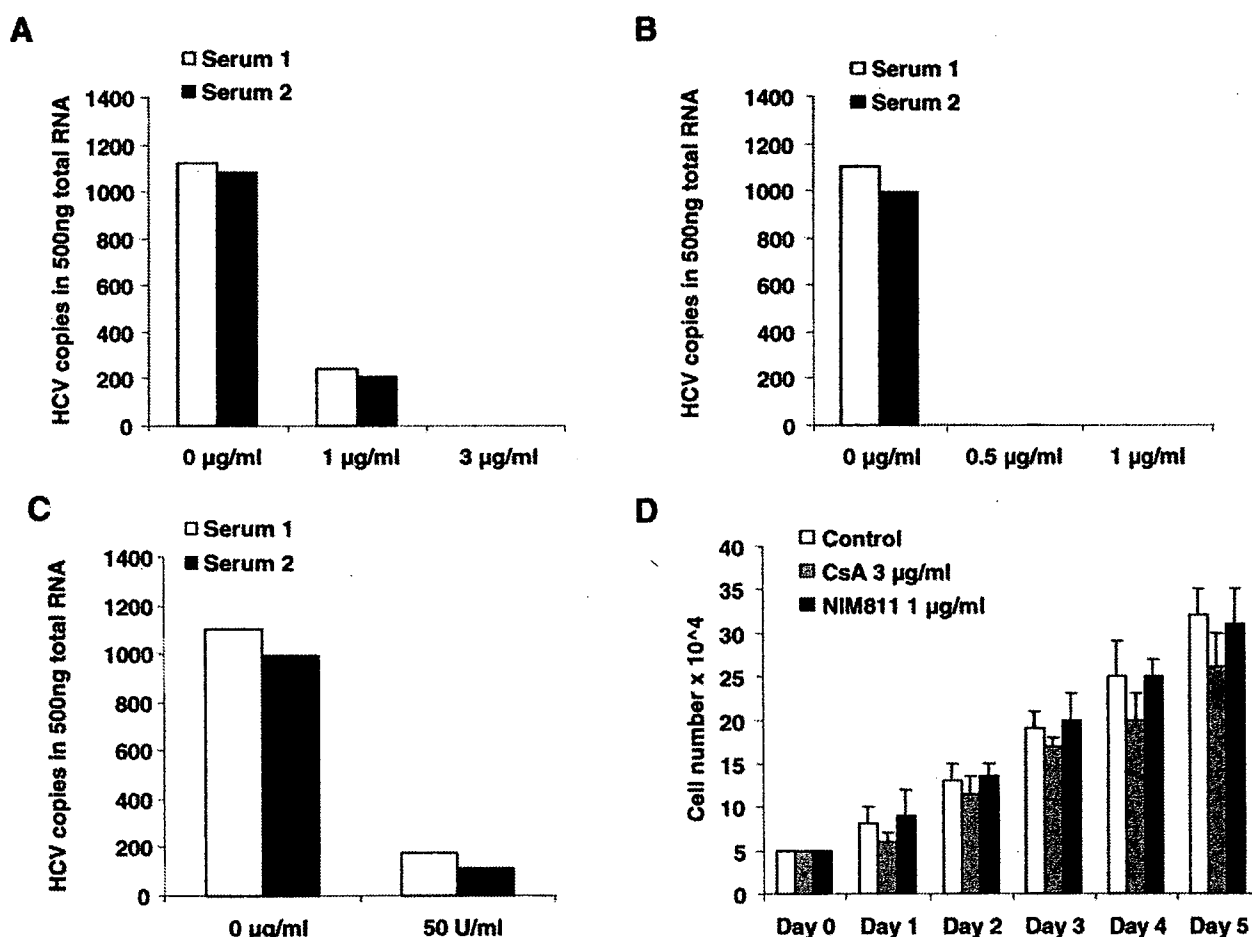 A
Serum 1
Serum 2
HCV copies in 500ng total RNA
1400
1200
1000
800
600
400
200
0
0 µg/ml 1 µg/ml 3 µg/ml
B
Serum 1
Serum 2
HCV copies in 500ng total RNA
1400
1200
1000
800
600
400
200
0
0 µg/ml 0.5 µg/ml 1 µg/ml
C
Serum 1
Serum 2
HCV copies in 500ng total RNA
1400
1200
1000
800
600
400
200
0
0 µg/ml 50 U/ml
D
Control
CsA 3 µg/ml
NIM811 1 µg/ml
Cell number x 10^4
40
35
30
25
20
15
10
5
0
Day 0 Day 1 Day 2 Day 3 Day 4 Day 5